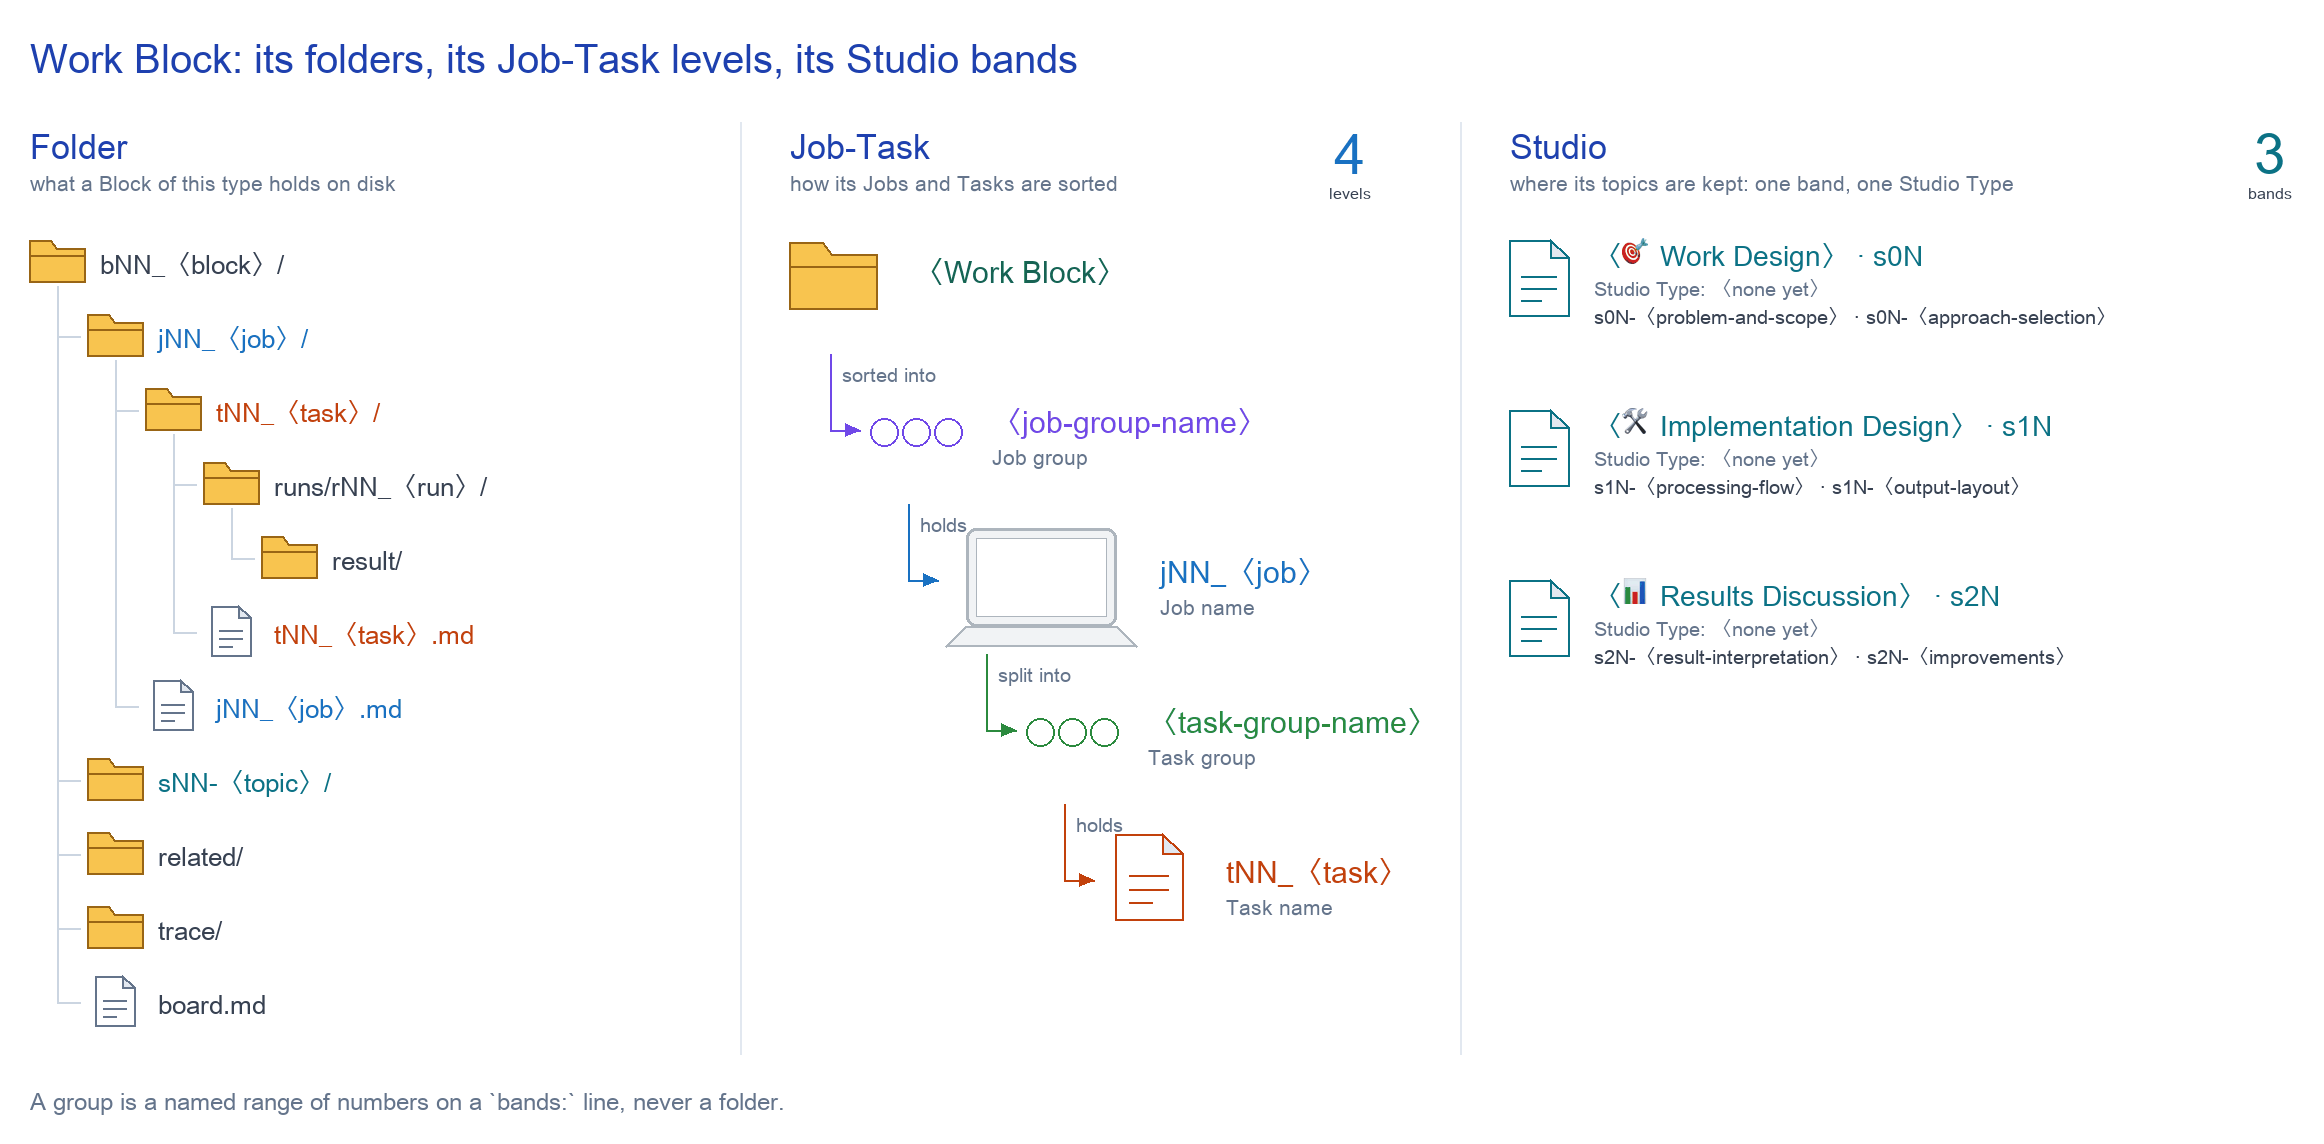 Work Block: its folders, its Job-Task levels, its Studio bands
Folder
what a Block of this type holds on disk
bNN_〈block〉/
jNN_〈job〉/
tNN_〈task〉/
runs/rNN_〈run〉/
result/
tNN_〈task〉.md
jNN_〈job〉.md
sNN-〈topic〉/
related/
trace/
board.md
Job-Task
how its Jobs and Tasks are sorted
4
levels
〈Work Block〉
sorted into
〈job-group-name〉
Job group
holds
jNN_〈job〉
Job name
split into
〈task-group-name〉
Task group
holds
tNN_〈task〉
Task name
Studio
where its topics are kept: one band, one Studio Type
3
bands
〈🎯 Work Design〉 · s0N
Studio Type: 〈none yet〉
s0N-〈problem-and-scope〉 · s0N-〈approach-selection〉
〈🛠 Implementation Design〉 · s1N
Studio Type: 〈none yet〉
s1N-〈processing-flow〉 · s1N-〈output-layout〉
〈📊 Results Discussion〉 · s2N
Studio Type: 〈none yet〉
s2N-〈result-interpretation〉 · s2N-〈improvements〉
A group is a named range of numbers on a `bands:` line, never a folder.